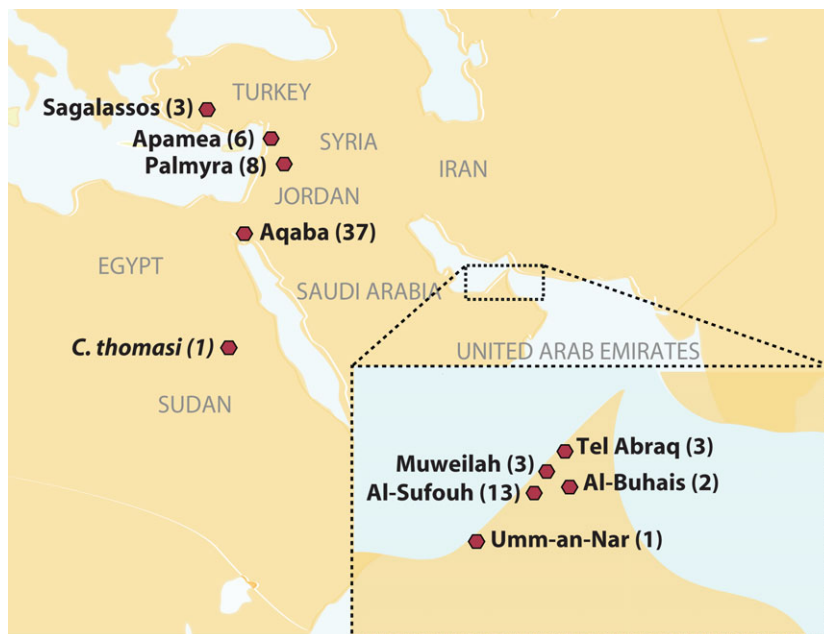 TURKEY
Sagalassos (3)
Apamea (6)
SYRIA
Palmyra (8)
IRAN
JORDAN
Aqaba (37)
EGYPT
SAUDI ARABIA
C. thomasi (1)
UNITED ARAB EMIRATES
SUDAN
Tel Abraq (3)
Muweilah (3)
Al-Buhais (2)
Al-Sufouh (13)
Umm-an-Nar (1)